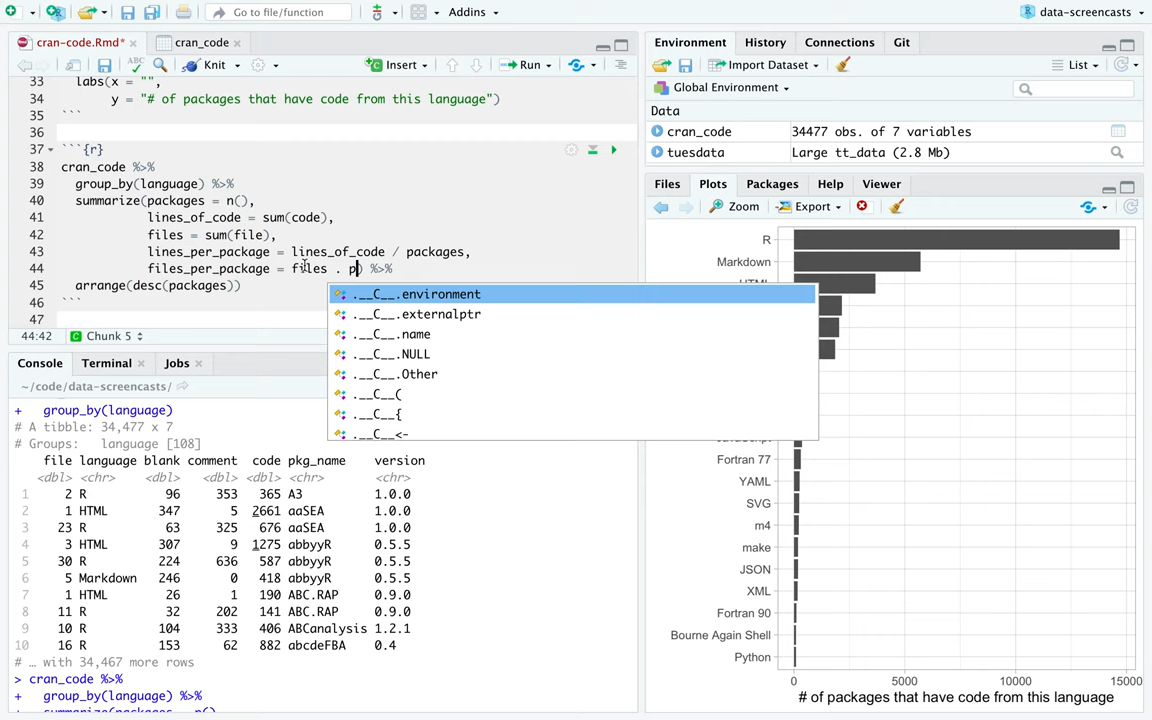 Go to file/function
Addins
data-screencasts
cran-code.Rmd*
cran_code
Knit
Insert
Run
33 labs(x = "",
34 y = "# of packages that have code from this language")
35 ```
36
37 ```{r}
38 cran_code %>%
39 group_by(language) %>%
40 summarize(packages = n(),
41 lines_of_code = sum(code),
42 files = sum(file),
43 lines_per_package = lines_of_code / packages,
44 files_per_package = files . p) %>%
45 arrange(desc(packages))
46 ```
47
.__C__.environment
.__C__.externalptr
.__C__.name
.__C__.NULL
.__C__.Other
.__C__(
.__C__{
.__C__<-
44:42 Chunk 5
Console Terminal Jobs
~/code/data-screencasts/
+ group_by(language)
# A tibble: 34,477 x 7
# Groups: language [108]
file language blank comment code pkg_name version
<dbl> <chr> <dbl> <dbl> <dbl> <chr> <chr>
1 2 R 96 353 365 A3 1.0.0
2 1 HTML 347 5 2661 aaSEA 1.0.0
3 23 R 63 325 676 aaSEA 1.0.0
4 3 HTML 307 9 1275 abbyyR 0.5.5
5 30 R 224 636 587 abbyyR 0.5.5
6 5 Markdown 246 0 418 abbyyR 0.5.5
7 1 HTML 26 1 190 ABC.RAP 0.9.0
8 11 R 32 202 141 ABC.RAP 0.9.0
9 10 R 104 333 406 ABCanalysis 1.2.1
10 16 R 153 62 882 abcdeFBA 0.4
# … with 34,467 more rows
> cran_code %>%
+ group_by(language) %>%
+ summarize(packages = n()
Environment History Connections Git
Import Dataset
List
Global Environment
Data
cran_code 34477 obs. of 7 variables
tuesdata Large tt_data (2.8 Mb)
Files Plots Packages Help Viewer
Zoom Export
R
Markdown
HTML
Fortran 77
YAML
SVG
m4
make
JSON
XML
Fortran 90
Bourne Again Shell
Python
0 5000 10000 15000
# of packages that have code from this language